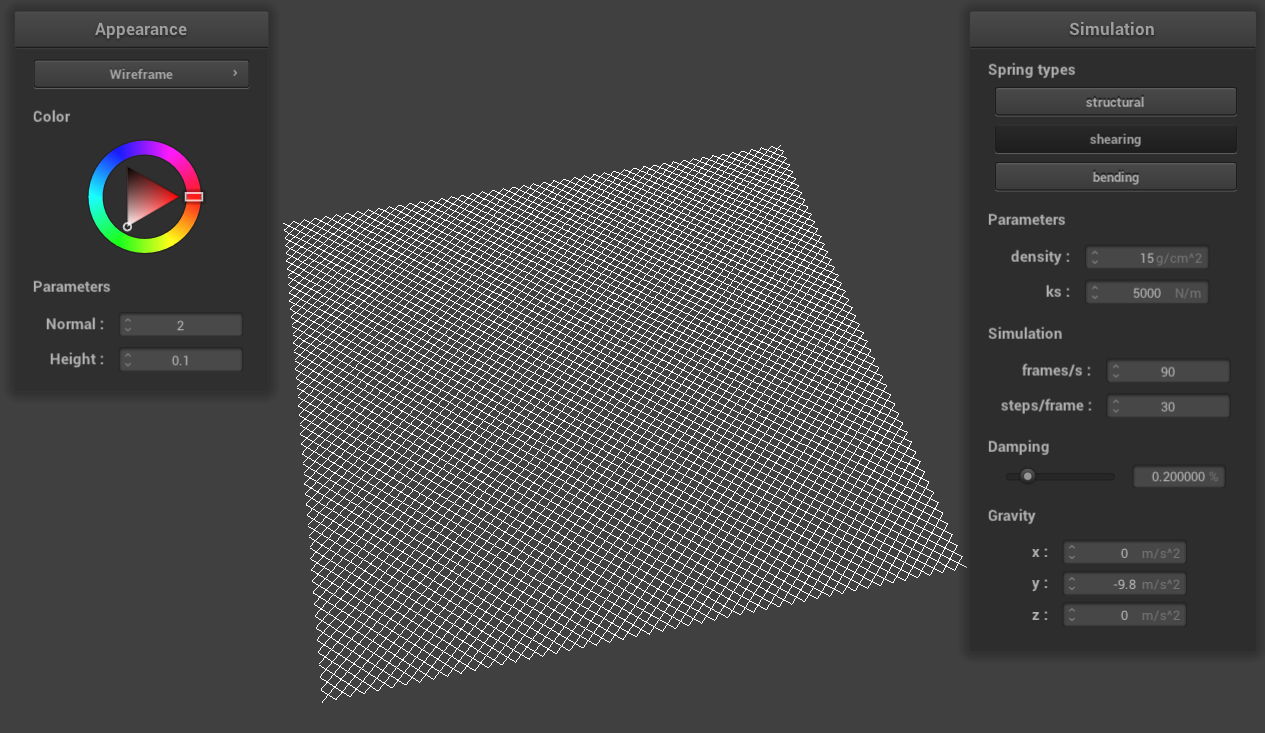 Appearance
Wireframe
Color
Parameters
Normal : 2
Height : 0.1
Simulation
Spring types
structural
shearing
bending
Parameters
density : 15 g/cm^2
ks : 5000 N/m
Simulation
frames/s : 90
steps/frame : 30
Damping
0.200000 %
Gravity
x : 0 m/s^2
y : -9.8 m/s^2
z : 0 m/s^2